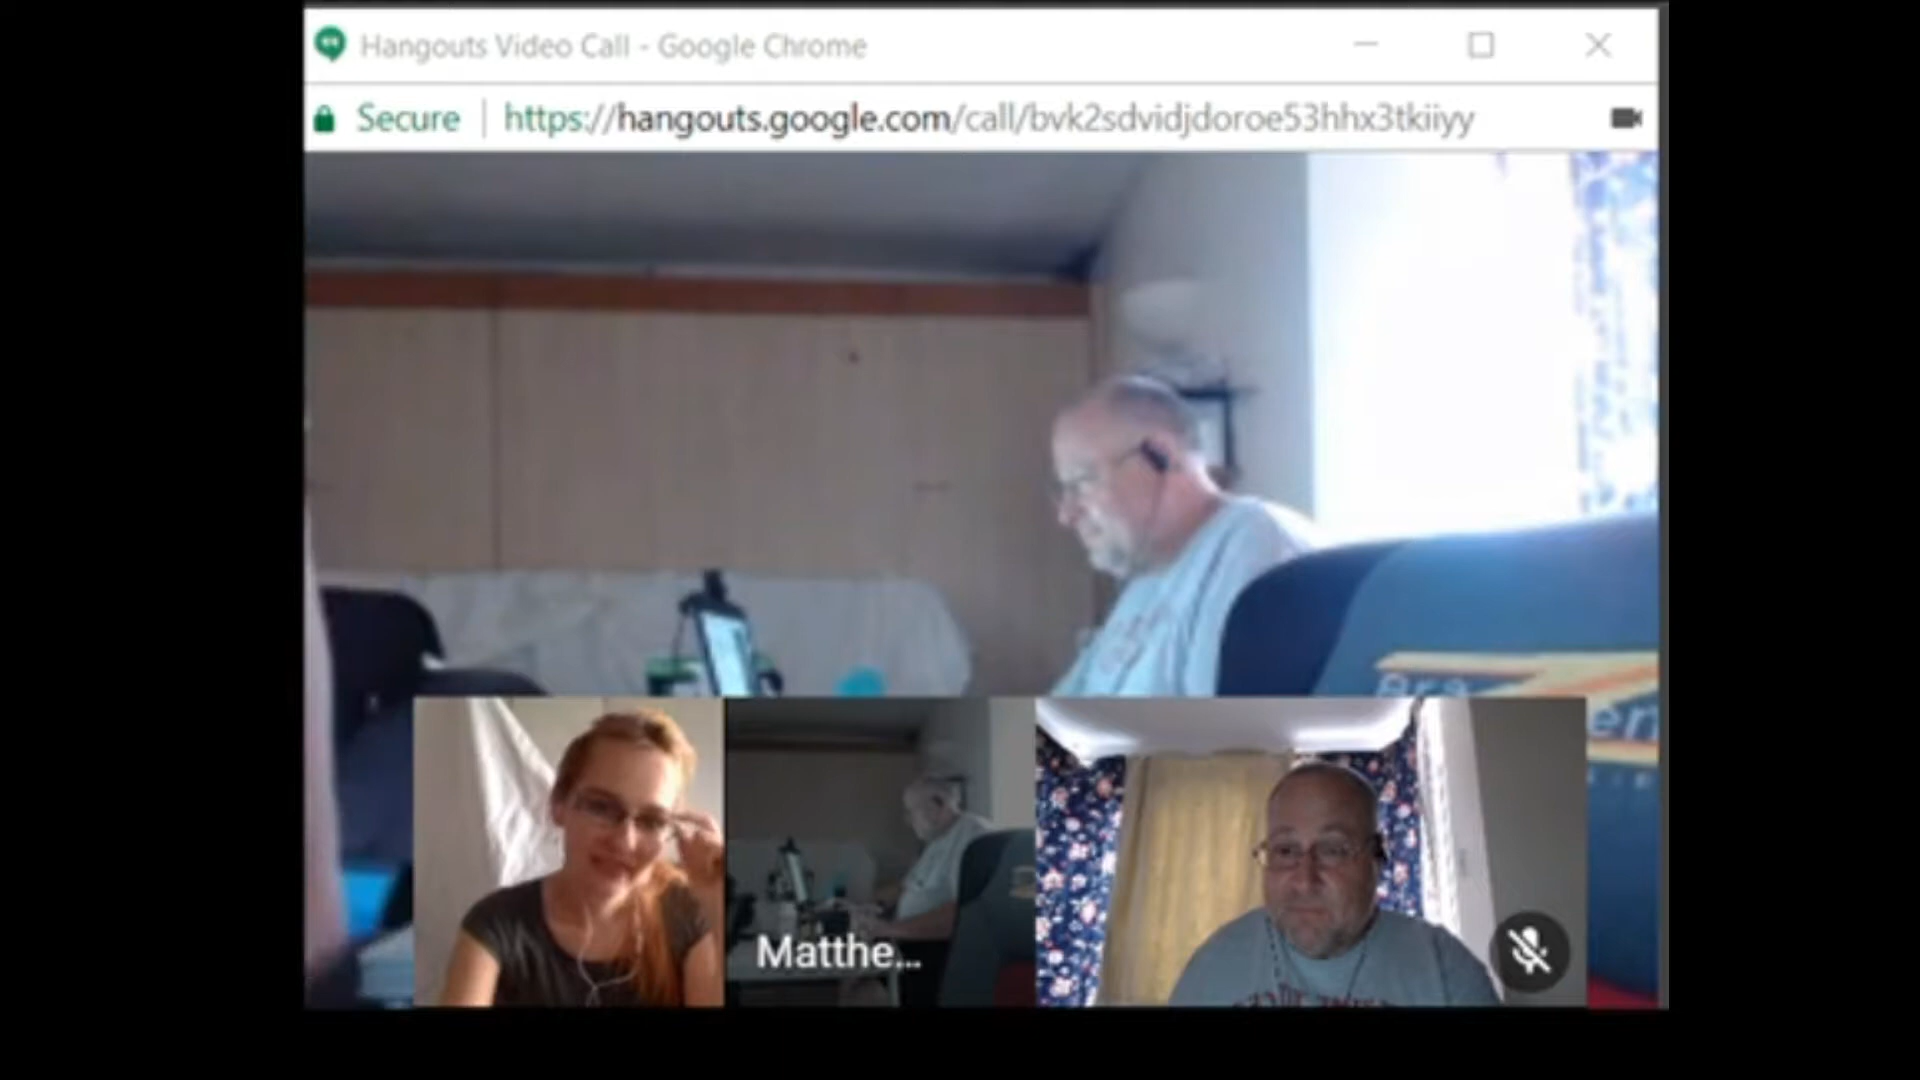 Hangouts Video Call - Google Chrome
Secure https://hangouts.google.com/call/bvk2sdvidjdoroe53hhx3tkiiyy
Matthe...